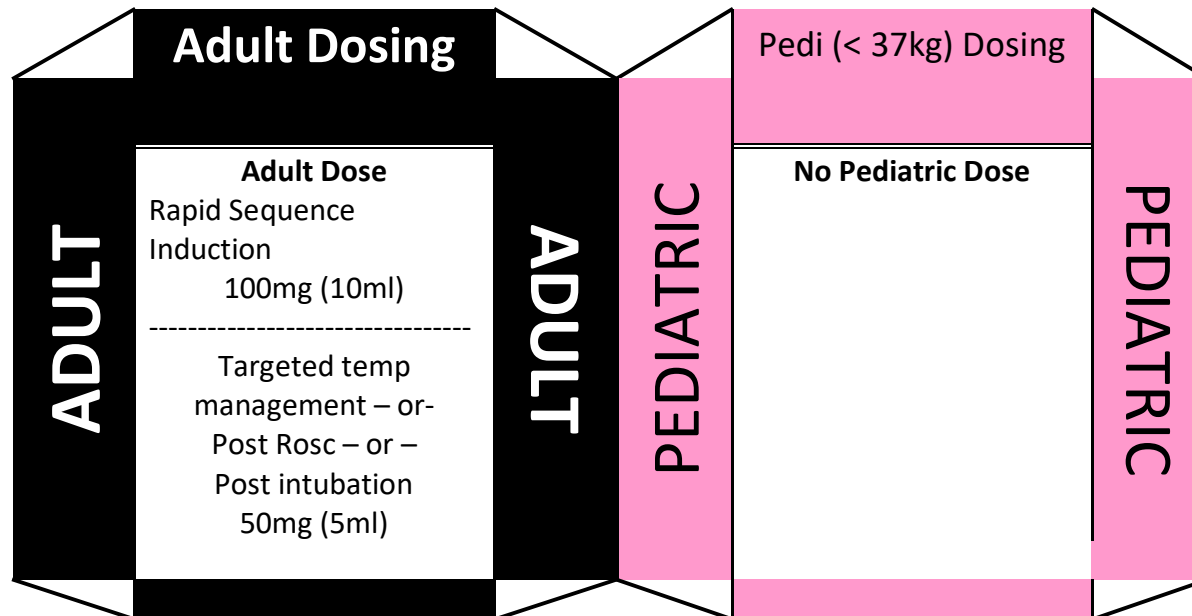 Adult Dosing
ADULT
Adult Dose
Rapid Sequence
Induction
100mg (10ml)
---------------------------------
Targeted temp
management – or-
Post Rosc – or –
Post intubation
50mg (5ml)
ADULT
Pedi (< 37kg) Dosing
PEDIATRIC
No Pediatric Dose
PEDIATRIC